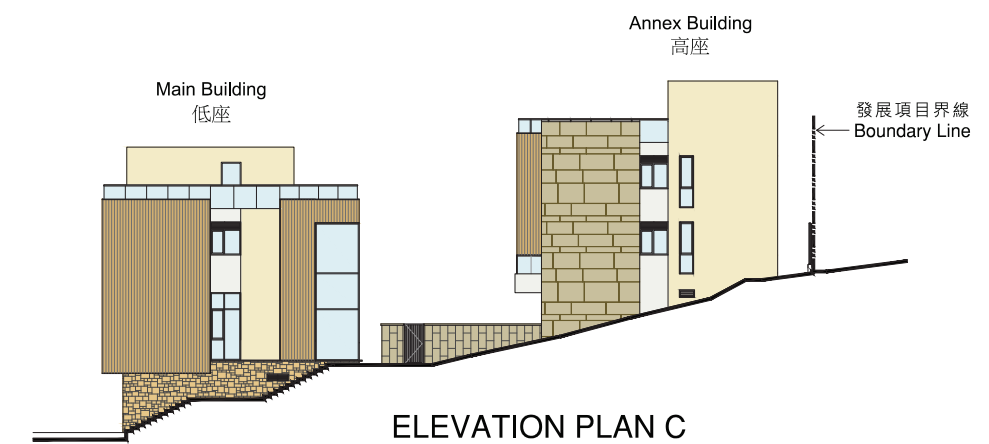 Annex Building
高座
Main Building
低座
發展項目界線
Boundary Line
ELEVATION PLAN C